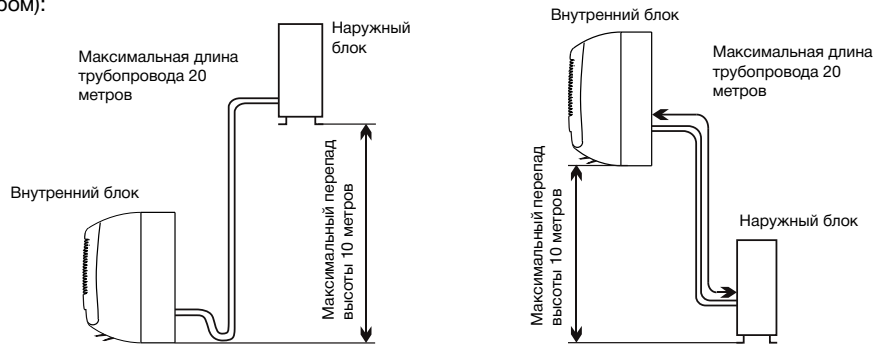 ром):
Максимальная длина
трубопровода 20
метров
Наружный
блок
Внутренний блок
Максимальный перепад
высоты 10 метров
Внутренний блок
Максимальная длина
трубопровода 20
метров
Максимальный перепад
высоты 10 метров
Наружный блок